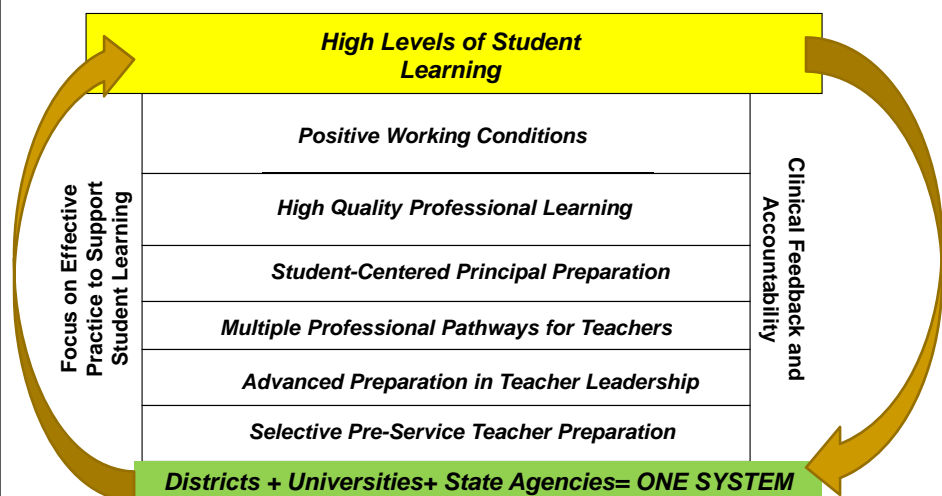 High Levels of Student
Learning
Positive Working Conditions
High Quality Professional Learning
Student-Centered Principal Preparation
Multiple Professional Pathways for Teachers
Advanced Preparation in Teacher Leadership
Selective Pre-Service Teacher Preparation
Focus on Effective
Practice to Support
Student Learning
Clinical Feedback and
Accountability
Districts + Universities+ State Agencies= ONE SYSTEM